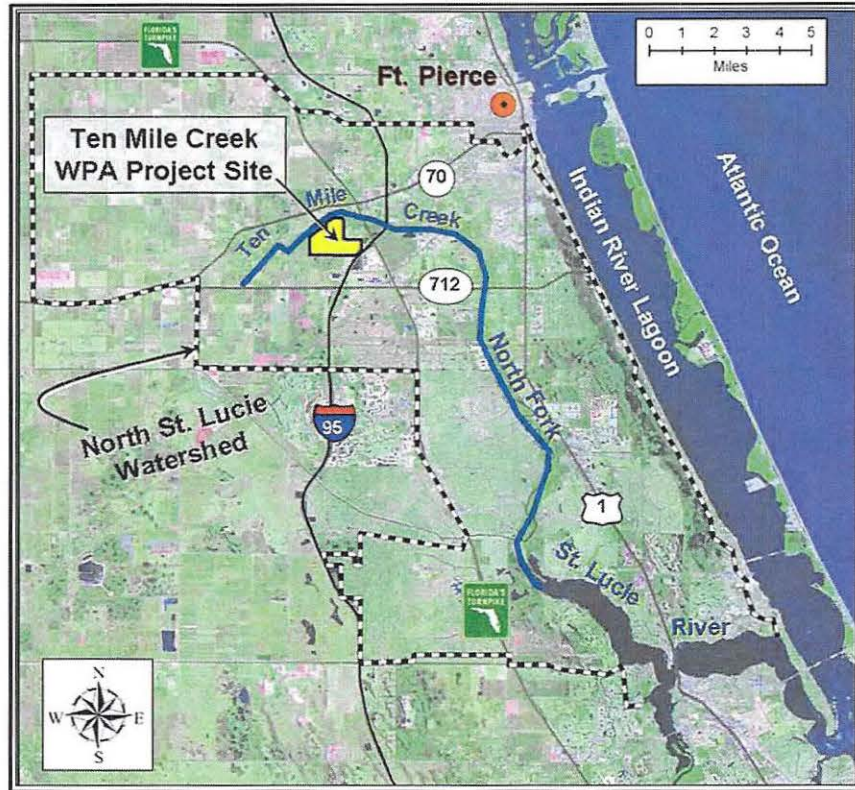 FLORIDA'S
TURNPIKE
0 1 2 3 4 5
Miles
Ft. Pierce
Ten Mile Creek
WPA Project Site
70
Ten Mile Creek
712
Indian River Lagoon
Atlantic Ocean
North St. Lucie
Watershed
95
North Fork
1
St. Lucie River
FLORIDA'S
TURNPIKE
N
W E
S